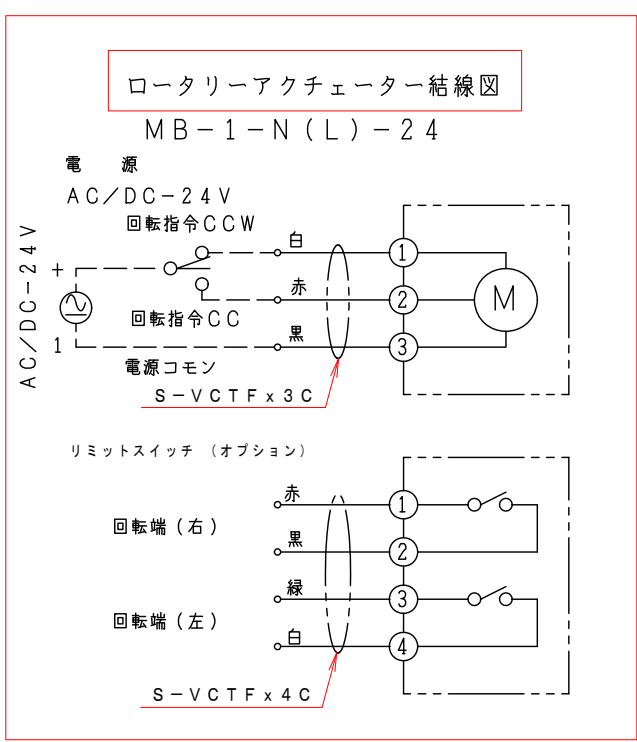 ロータリーアクチェーター結線図
MB-1-N(L)-24
電 源
AC/DC-24V
回転指令CCW
白
1
AC/DC-24V
+
赤
2
M
回転指令CC
黒
1
3
電源コモン
S-VCTFx3C
リミットスイッチ (オプション)
赤
1
回転端(右)
黒
2
緑
3
回転端(左)
白
4
S-VCTFx4C